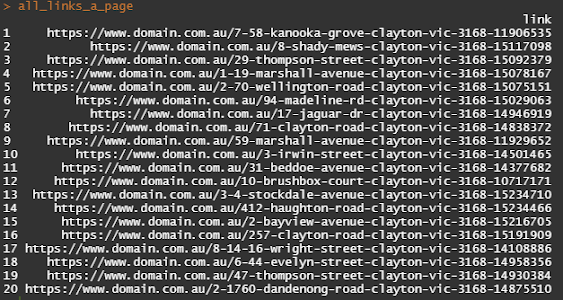 > all_links_a_page
link
1 https://www.domain.com.au/7-58-kanooka-grove-clayton-vic-3168-11906535
2 https://www.domain.com.au/8-shady-mews-clayton-vic-3168-15117098
3 https://www.domain.com.au/29-thompson-street-clayton-vic-3168-15092379
4 https://www.domain.com.au/1-19-marshall-avenue-clayton-vic-3168-15078167
5 https://www.domain.com.au/2-70-wellington-road-clayton-vic-3168-15075151
6 https://www.domain.com.au/94-madeline-rd-clayton-vic-3168-15029063
7 https://www.domain.com.au/17-jaguar-dr-clayton-vic-3168-14946919
8 https://www.domain.com.au/71-clayton-road-clayton-vic-3168-14838372
9 https://www.domain.com.au/59-marshall-avenue-clayton-vic-3168-11929652
10 https://www.domain.com.au/3-irwin-street-clayton-vic-3168-14501465
11 https://www.domain.com.au/31-beddoe-avenue-clayton-vic-3168-14377682
12 https://www.domain.com.au/10-brushbox-court-clayton-vic-3168-10717171
13 https://www.domain.com.au/3-4-stockdale-avenue-clayton-vic-3168-15234710
14 https://www.domain.com.au/412-haughton-road-clayton-vic-3168-15234466
15 https://www.domain.com.au/2-bayview-avenue-clayton-vic-3168-15216705
16 https://www.domain.com.au/257-clayton-road-clayton-vic-3168-15191909
17 https://www.domain.com.au/8-14-16-wright-street-clayton-vic-3168-14108886
18 https://www.domain.com.au/6-44-evelyn-street-clayton-vic-3168-14958356
19 https://www.domain.com.au/47-thompson-street-clayton-vic-3168-14930384
20 https://www.domain.com.au/2-1760-dandenong-road-clayton-vic-3168-14875510